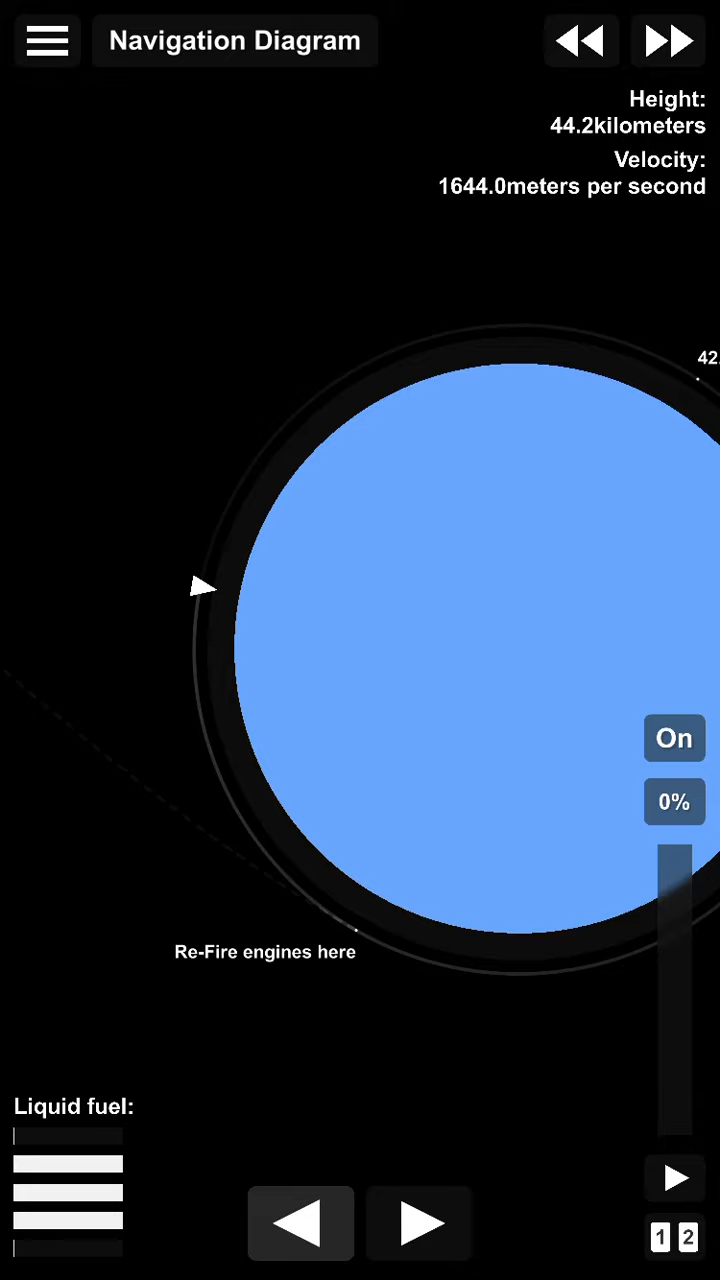 Navigation Diagram
Height:
44.2kilometers
Velocity:
1644.0meters per second
42.
On
0%
Re-Fire engines here
Liquid fuel:
1 2